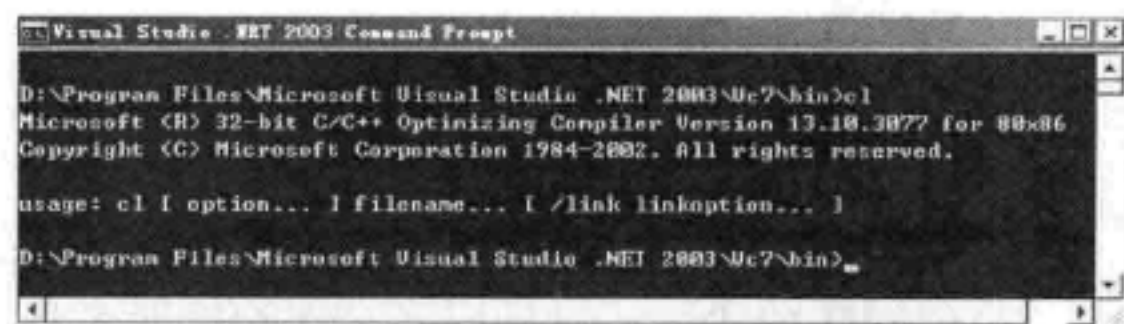 Visual Studio .NET 2003 Command Prompt
D:\Program Files\Microsoft Visual Studio .NET 2003\Vc7\bin>cl
Microsoft (R) 32-bit C/C++ Optimizing Compiler Version 13.10.3077 for 80x86
Copyright (C) Microsoft Corporation 1984-2002. All rights reserved.
usage: cl [ option... ] filename... [ /link linkoption... ]
D:\Program Files\Microsoft Visual Studio .NET 2003\Vc7\bin>_